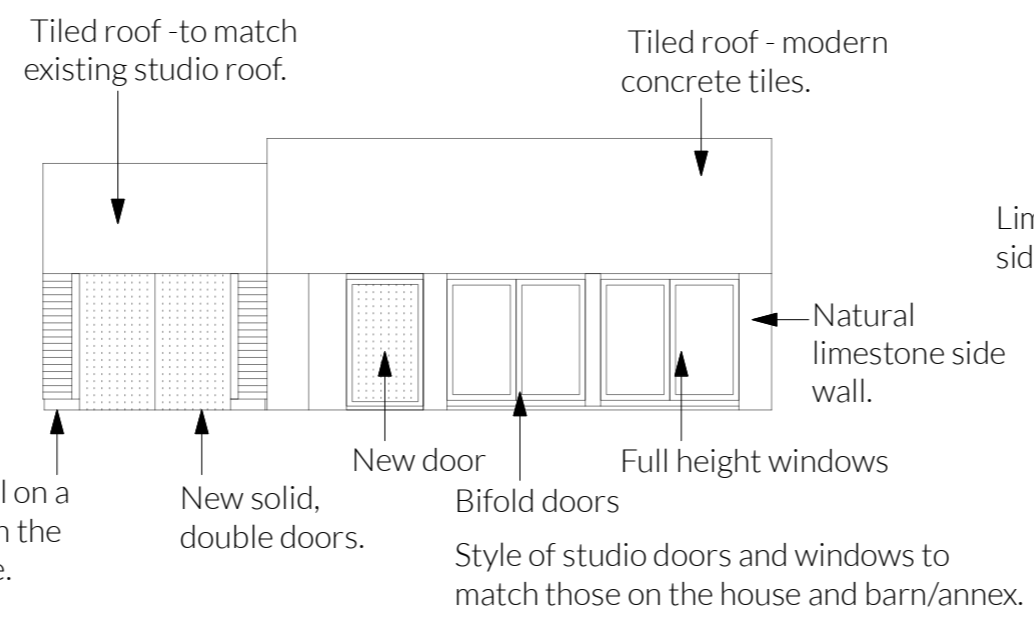 Tiled roof -to match
existing studio roof.
Tiled roof - modern
concrete tiles.
Natural
limestone side
wall.
New door
Full height windows
on a
the
New solid,
double doors.
Bifold doors
Style of studio doors and windows to
match those on the house and barn/annex.